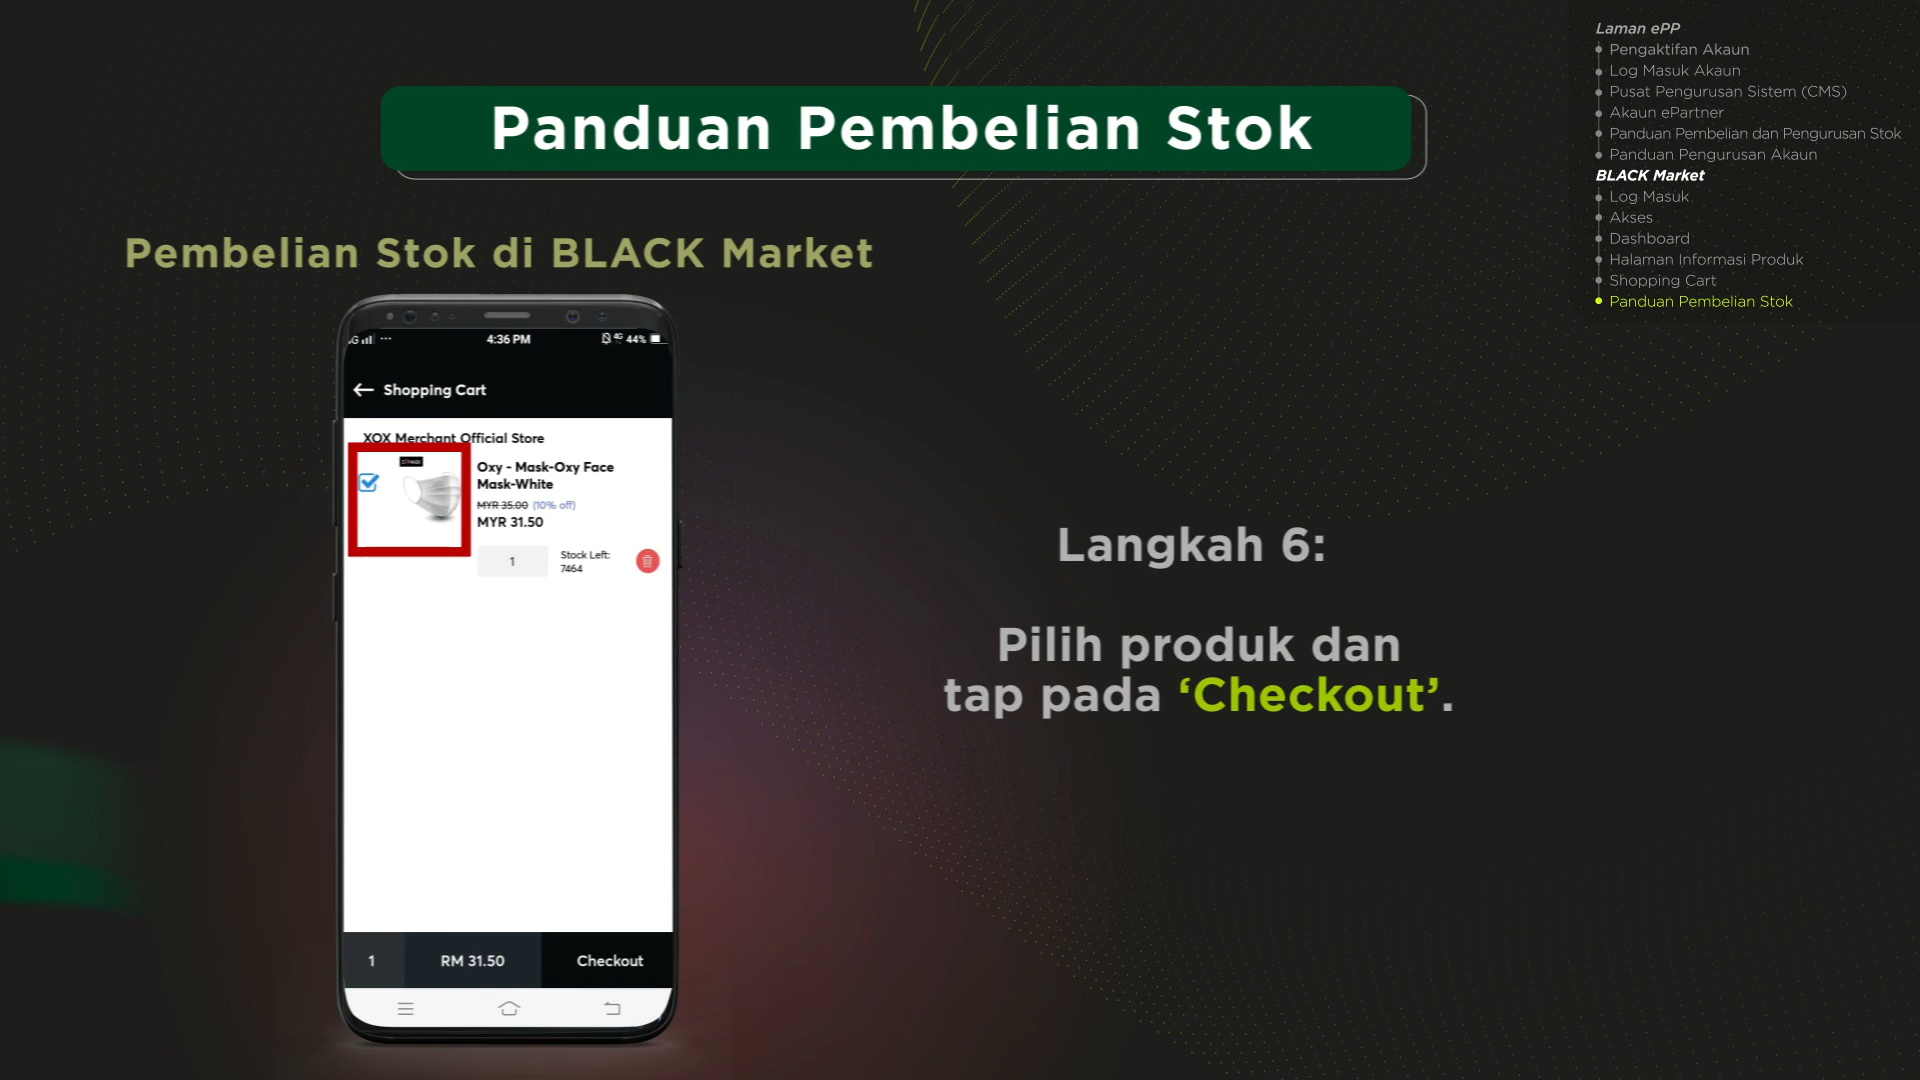 Laman ePP
Pengaktifan Akaun
Log Masuk Akaun
Pusat Pengurusan Sistem (CMS)
Akaun ePartner
Panduan Pembelian dan Pengurusan Stok
Panduan Pengurusan Akaun
BLACK Market
Log Masuk
Akses
Dashboard
Halaman Informasi Produk
Shopping Cart
Panduan Pembelian Stok
Panduan Pembelian Stok
Pembelian Stok di BLACK Market
4:36 PM
4G 44%
Shopping Cart
XOX Merchant Official Store
Oxy - Mask-Oxy Face
Mask-White
MYR 35.00 (10% off)
MYR 31.50
1
Stock Left:
7464
1 RM 31.50 Checkout
Langkah 6:
Pilih produk dan
tap pada ‘Checkout’.